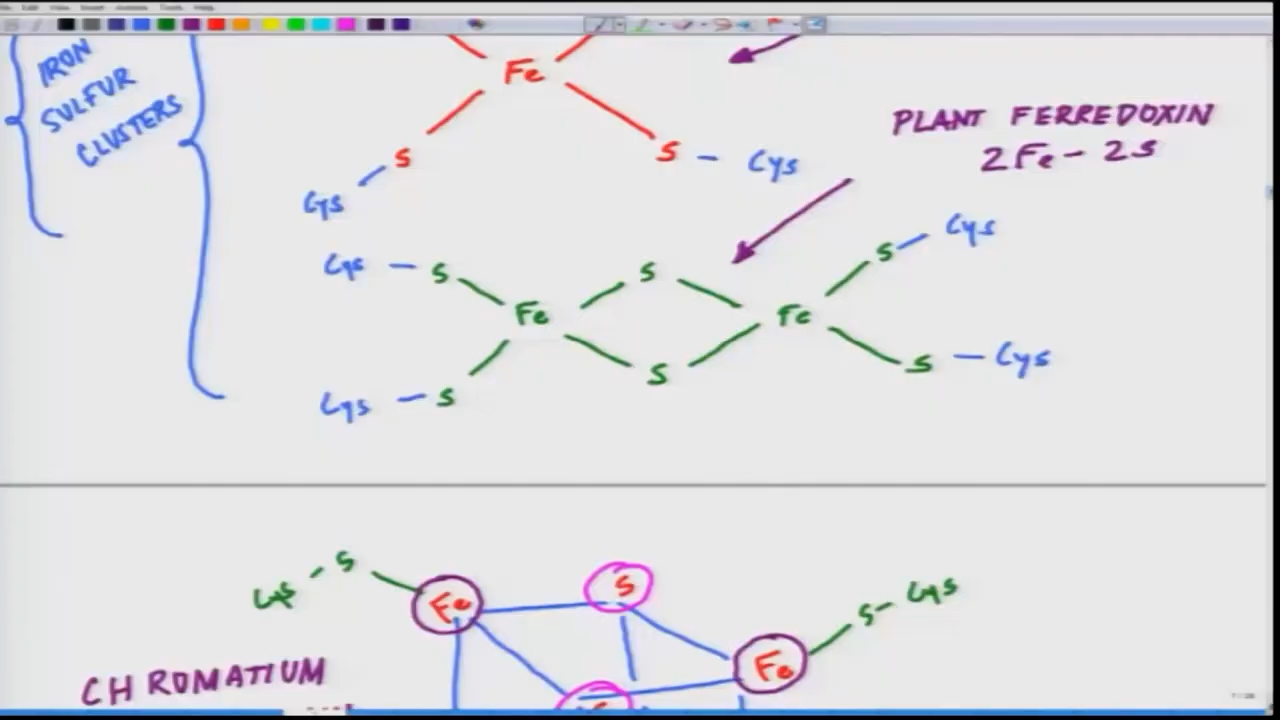 IRON
SULFUR
CLUSTERS
Fe
S
S - Cys
Cys
PLANT FERREDOXIN
2Fe - 2S
Cys - S
S
S - Cys
Fe
Fe
Cys - S
S
S - Cys
Cys - S
Fe
S
S - Cys
Fe
CHROMATIUM